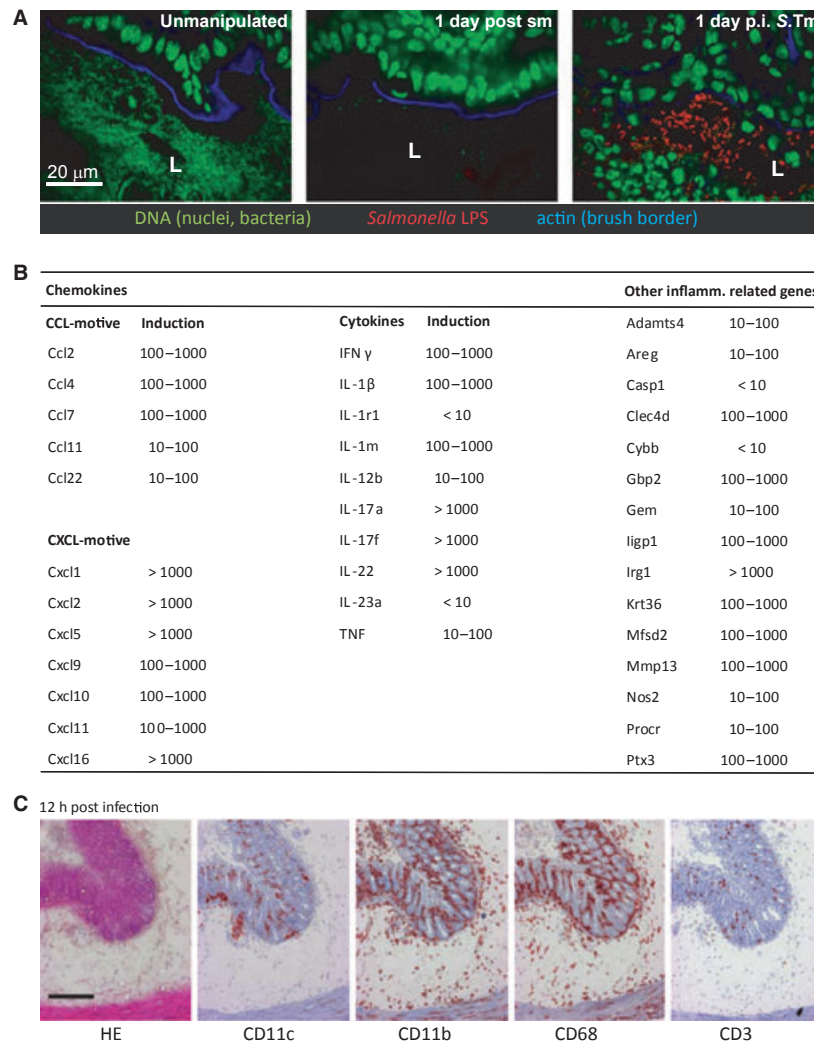 A
Unmanipulated
1 day post sm
1 day p.i. S.Tm
L
L
L
20 µm
DNA (nuclei, bacteria) Salmonella LPS actin (brush border)
B
Chemokines Other inflamm. related genes
CCL-motive Induction Cytokines Induction Adamts4 10–100
Ccl2 100–1000 IFN γ 100–1000 Areg 10–100
Ccl4 100–1000 IL-1β 100–1000 Casp1 < 10
Ccl7 100–1000 IL-1r1 < 10 Clec4d 100–1000
Ccl11 10–100 IL-1rn 100–1000 Cybb < 10
Ccl22 10–100 IL-12b 10–100 Gbp2 100–1000
IL-17a > 1000 Gem 10–100
CXCL-motive IL-17f > 1000 Iigp1 100–1000
Cxcl1 > 1000 IL-22 > 1000 Irg1 > 1000
Cxcl2 > 1000 IL-23a < 10 Krt36 100–1000
Cxcl5 > 1000 TNF 10–100 Mfsd2 100–1000
Cxcl9 100–1000 Mmp13 100–1000
Cxcl10 100–1000 Nos2 10–100
Cxcl11 100–1000 Procr 10–100
Cxcl16 > 1000 Ptx3 100–1000
C 12 h post infection
HE CD11c CD11b CD68 CD3